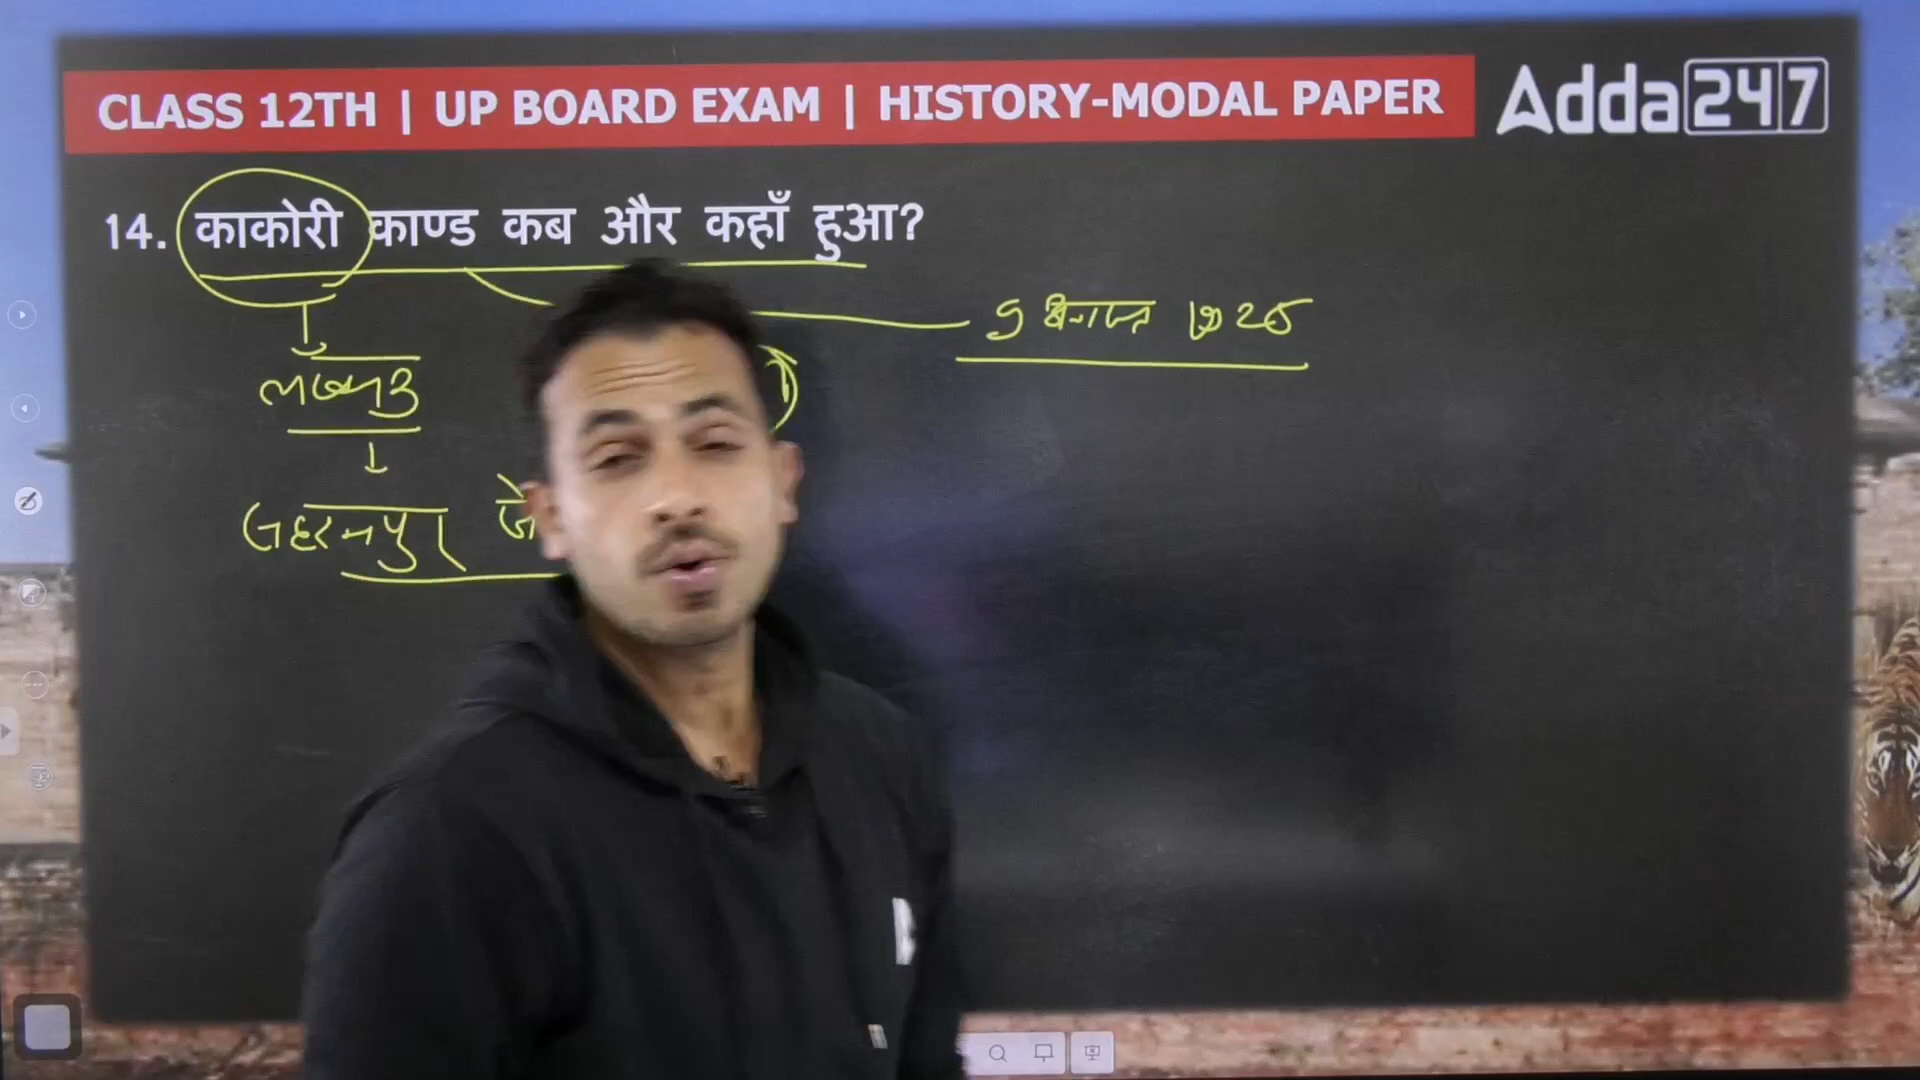 CLASS 12TH | UP BOARD EXAM | HISTORY-MODAL PAPER
Adda247
14. काकोरी काण्ड कब और कहाँ हुआ?
9 अगस्त 1925
लखनऊ
सहारनपुर